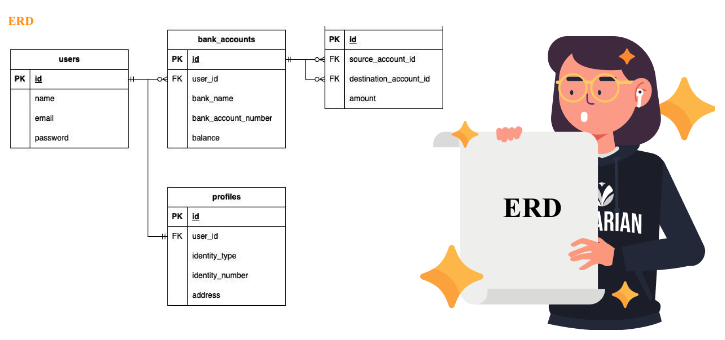 ERD
users
PK id
name
email
password
bank_accounts
PK id
FK user_id
bank_name
bank_account_number
balance
PK id
FK source_account_id
FK destination_account_id
amount
profiles
PK id
FK user_id
identity_type
identity_number
address
ERD
ARIAN